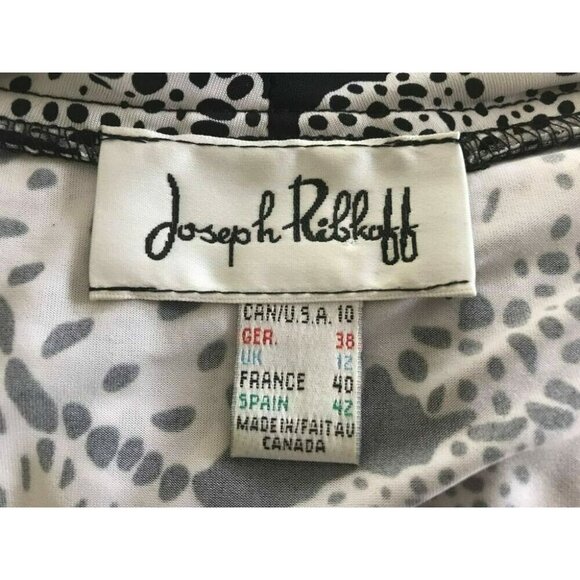 Joseph Ribkoff
CAN/U.S.A. 10
GER. 38
UK 12
FRANCE 40
SPAIN 42
MADE IN/FAIT AU
CANADA